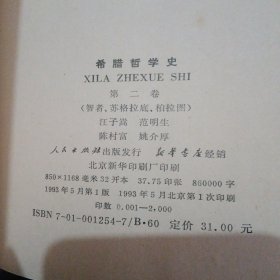 希腊哲学史
XILA ZHEXUE SHI
第二卷
(智者、苏格拉底、柏拉图)
汪子嵩 范明生
陈村富 姚介厚
人民出版社出版发行 新华书店经销
北京新华印刷厂印刷
850×1168毫米32开本 37.75印张 860000字
1993年5月第1版 1993年5月北京第1次印刷
印数 0,001-2,000
ISBN 7-01-001254-7/B·60 定价 31.00 元